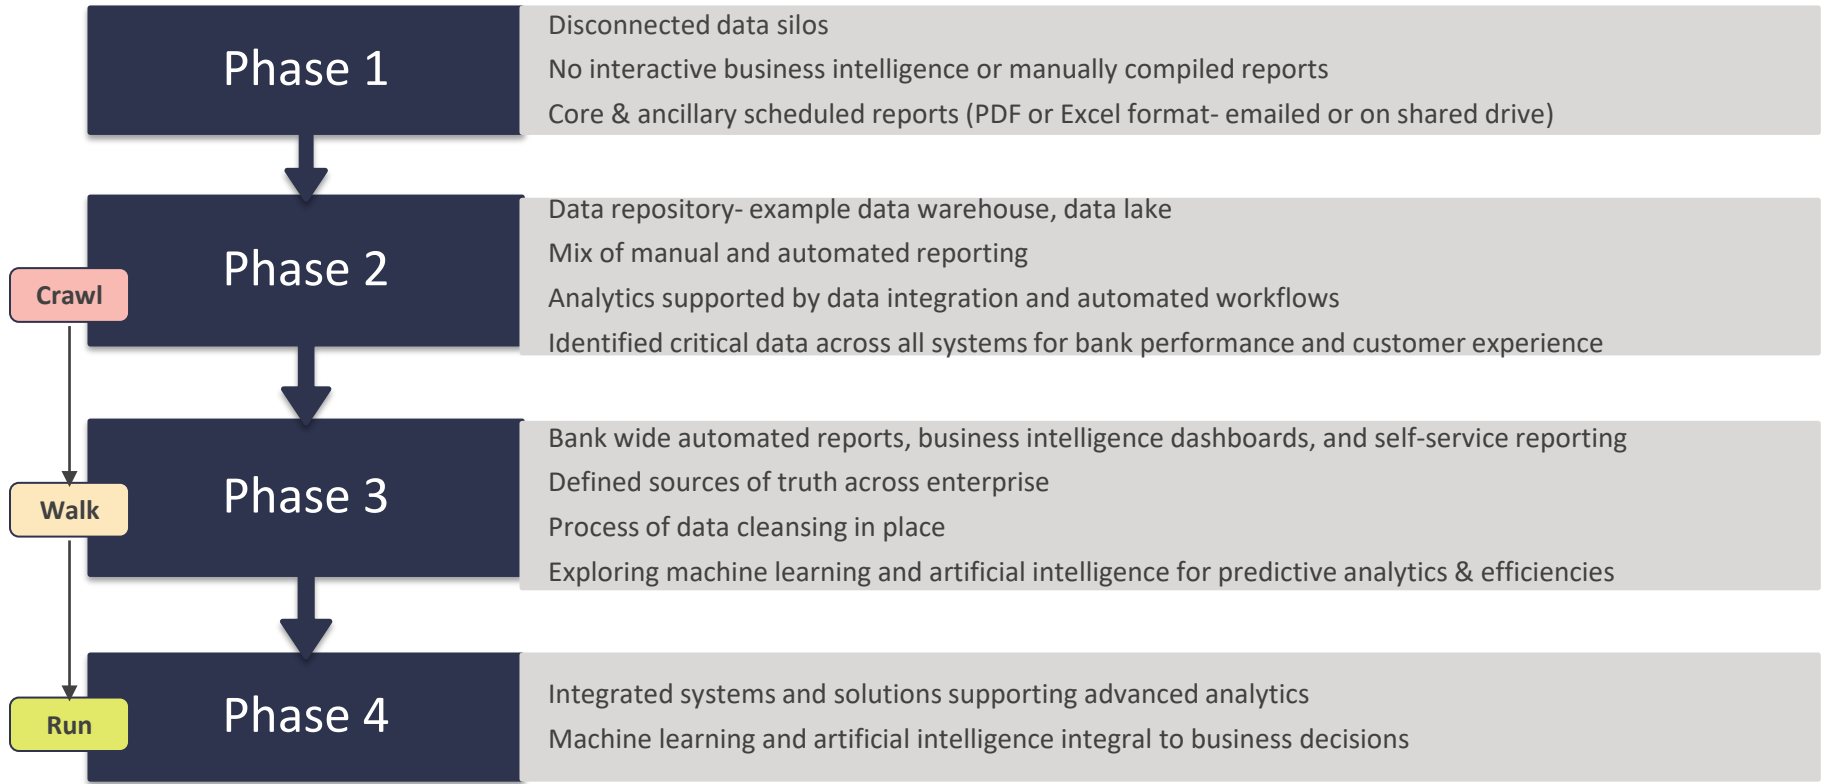 Phase 1
Disconnected data silos
No interactive business intelligence or manually compiled reports
Core & ancillary scheduled reports (PDF or Excel format- emailed or on shared drive)
Phase 2
Crawl
Data repository- example data warehouse, data lake
Mix of manual and automated reporting
Analytics supported by data integration and automated workflows
Identified critical data across all systems for bank performance and customer experience
Phase 3
Walk
Bank wide automated reports, business intelligence dashboards, and self-service reporting
Defined sources of truth across enterprise
Process of data cleansing in place
Exploring machine learning and artificial intelligence for predictive analytics & efficiencies
Phase 4
Run
Integrated systems and solutions supporting advanced analytics
Machine learning and artificial intelligence integral to business decisions